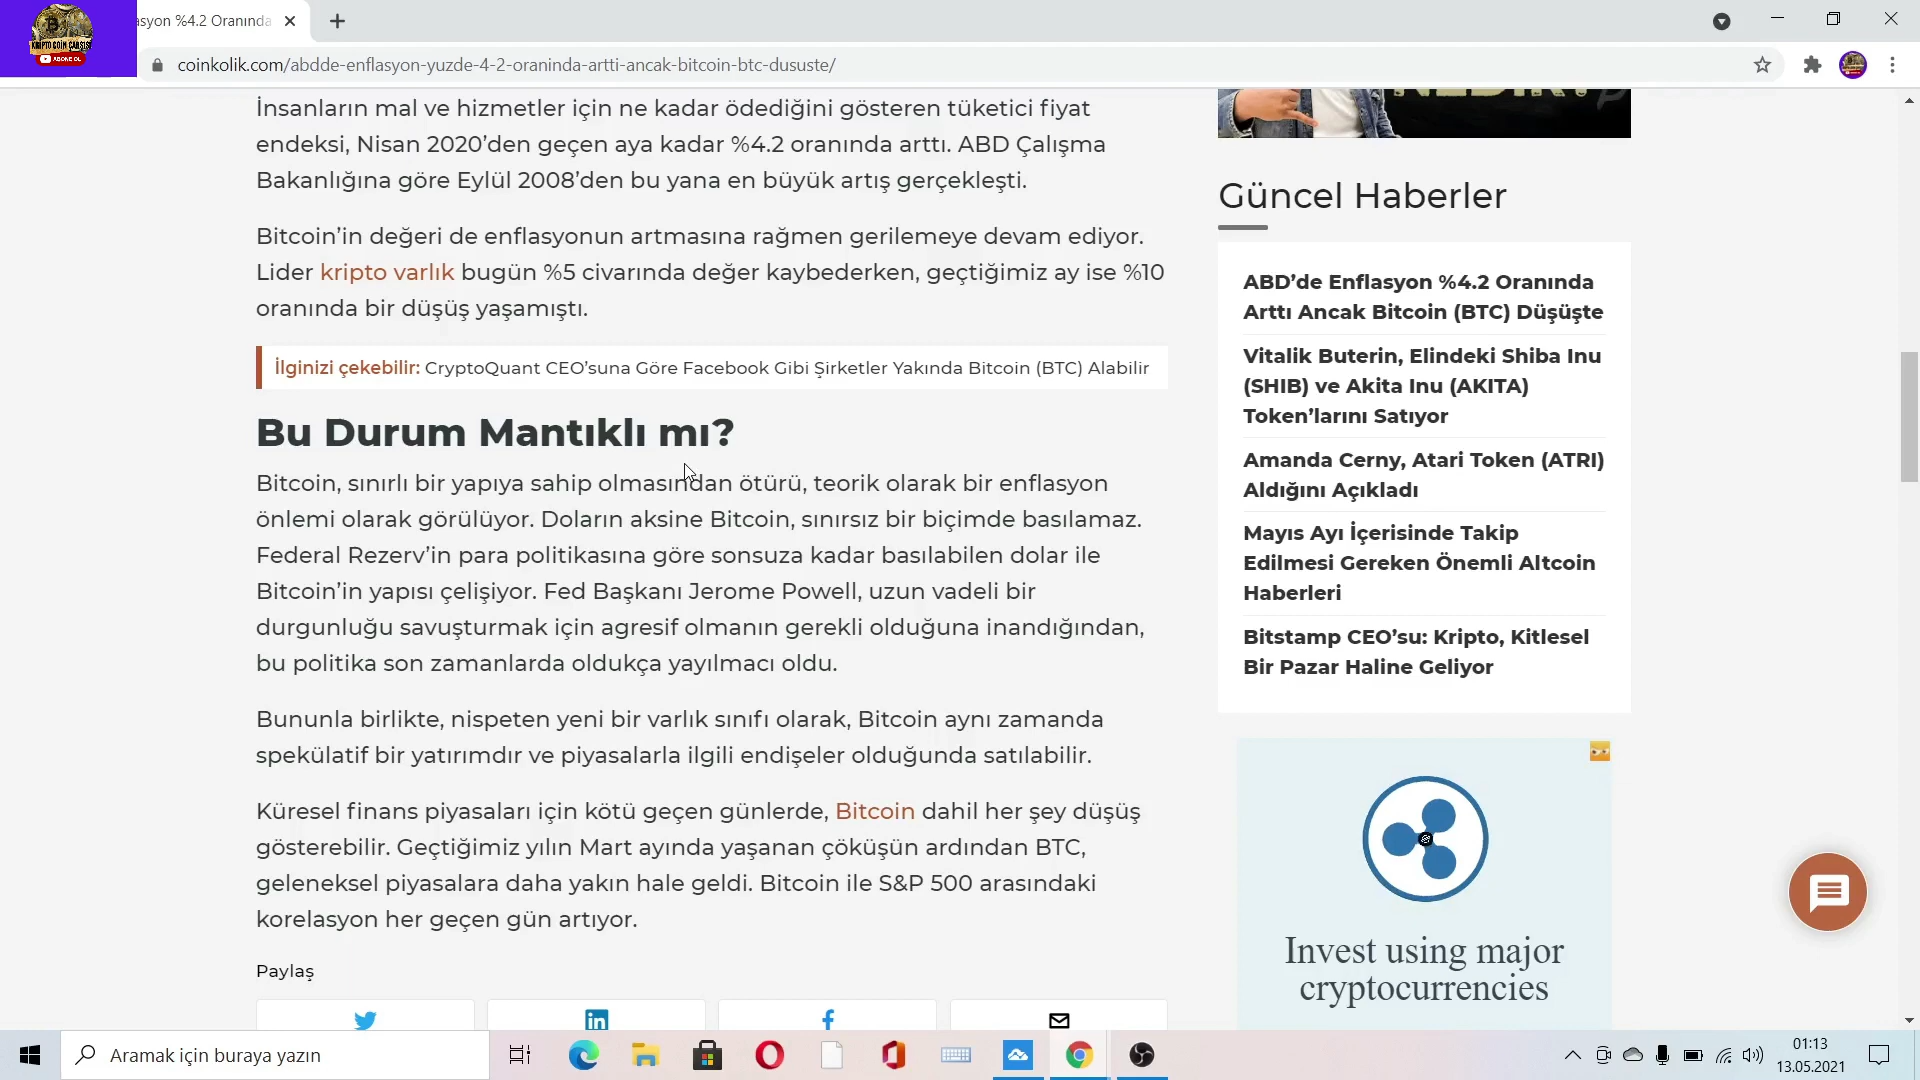 asyon %4.2 Oranında
KRIPTO COIN ÇARŞISI
ABONE OL
coinkolik.com/abdde-enflasyon-yuzde-4-2-oraninda-artti-ancak-bitcoin-btc-dususte/
İnsanların mal ve hizmetler için ne kadar ödediğini gösteren tüketici fiyat
endeksi, Nisan 2020’den geçen aya kadar %4.2 oranında arttı. ABD Çalışma
Bakanlığına göre Eylül 2008’den bu yana en büyük artış gerçekleşti.
Bitcoin’in değeri de enflasyonun artmasına rağmen gerilemeye devam ediyor.
Lider kripto varlık bugün %5 civarında değer kaybederken, geçtiğimiz ay ise %10
oranında bir düşüş yaşamıştı.
İlginizi çekebilir: CryptoQuant CEO’suna Göre Facebook Gibi Şirketler Yakında Bitcoin (BTC) Alabilir
Bu Durum Mantıklı mı?
Bitcoin, sınırlı bir yapıya sahip olmasından ötürü, teorik olarak bir enflasyon
önlemi olarak görülüyor. Doların aksine Bitcoin, sınırsız bir biçimde basılamaz.
Federal Rezerv’in para politikasına göre sonsuza kadar basılabilen dolar ile
Bitcoin’in yapısı çelişiyor. Fed Başkanı Jerome Powell, uzun vadeli bir
durgunluğu savuşturmak için agresif olmanın gerekli olduğuna inandığından,
bu politika son zamanlarda oldukça yayılmacı oldu.
Bununla birlikte, nispeten yeni bir varlık sınıfı olarak, Bitcoin aynı zamanda
spekülatif bir yatırımdır ve piyasalarla ilgili endişeler olduğunda satılabilir.
Küresel finans piyasaları için kötü geçen günlerde, Bitcoin dahil her şey düşüş
gösterebilir. Geçtiğimiz yılın Mart ayında yaşanan çöküşün ardından BTC,
geleneksel piyasalara daha yakın hale geldi. Bitcoin ile S&P 500 arasındaki
korelasyon her geçen gün artıyor.
Paylaş
Güncel Haberler
ABD’de Enflasyon %4.2 Oranında
Arttı Ancak Bitcoin (BTC) Düşüşte
Vitalik Buterin, Elindeki Shiba Inu
(SHIB) ve Akita Inu (AKITA)
Token’larını Satıyor
Amanda Cerny, Atari Token (ATRI)
Aldığını Açıkladı
Mayıs Ayı İçerisinde Takip
Edilmesi Gereken Önemli Altcoin
Haberleri
Bitstamp CEO’su: Kripto, Kitlesel
Bir Pazar Haline Geliyor
Invest using major
cryptocurrencies
Aramak için buraya yazın
01:13
13.05.2021